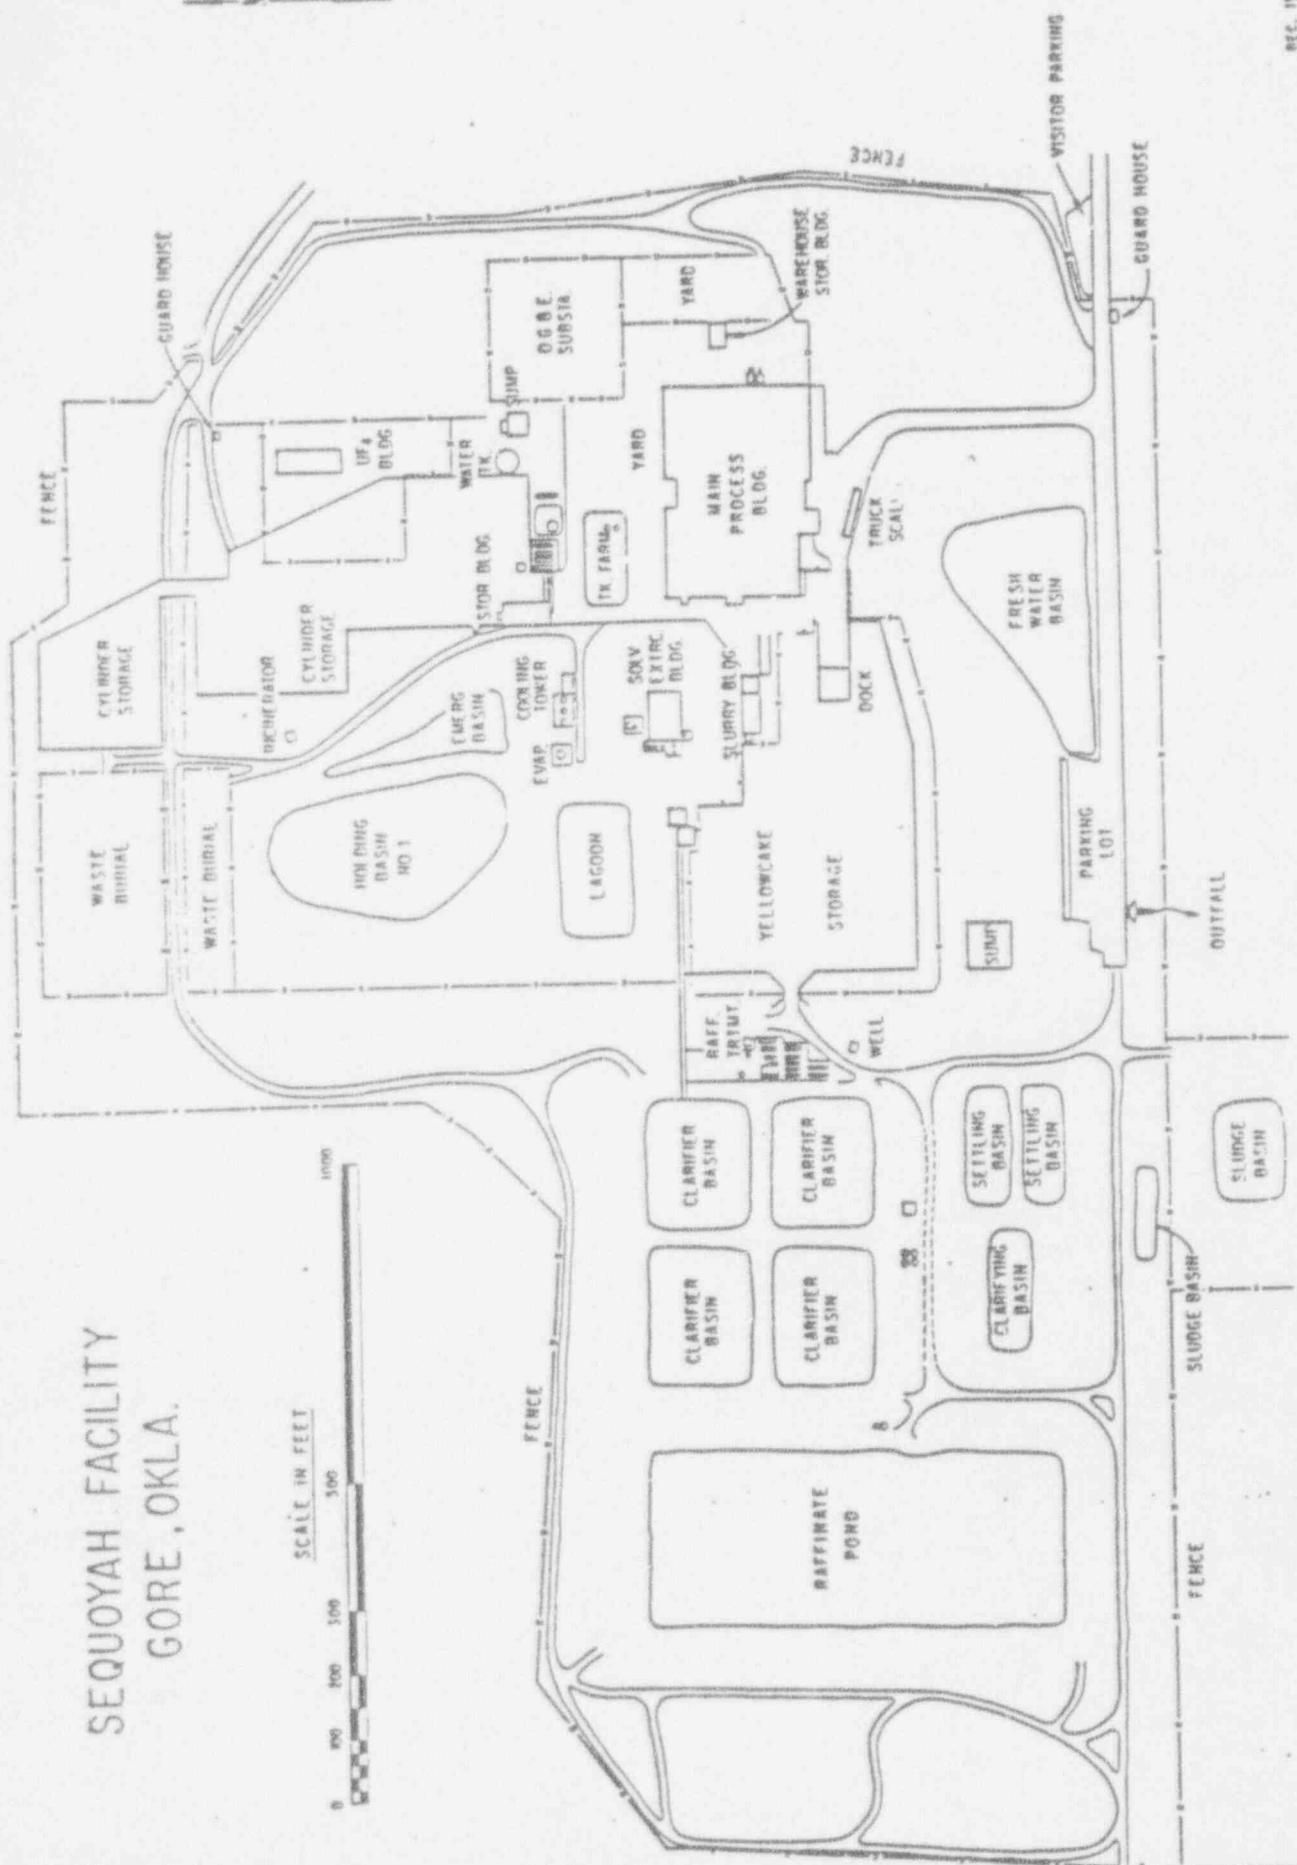 SEQUOYAH FACILITY
GORE, OKLA.
SCALE IN FEET
0
100
200
300
500
1000
FENCE
WASTE
BURIAL
CYLINDER
STORAGE
FENCE
GUARD HOUSE
WASTE BURIAL
INCINERATOR
CYLINDER
STORAGE
UF4
BLDG
HOLDING
BASIN
NO 1
EMERG
BASIN
STOR BLDG
WATER
TK.
SUMP
O G & E
SUBSTA.
EVAP
COOLING
TOWER
LAGOON
TK FARM
YARD
YARD
SOLV
EXTRC
BLDG
SLURRY BLDG
MAIN
PROCESS
BLDG.
WAREHOUSE
STOR. BLDG.
FENCE
YELLOWCAKE
STORAGE
DOCK
TRUCK
SCALE
RAFF.
TRTMT
WELL
SUMP
FRESH
WATER
BASIN
VISITOR PARKING
GUARD HOUSE
PARKING
LOT
OUTFALL
CLARIFIER
BASIN
CLARIFIER
BASIN
CLARIFIER
BASIN
CLARIFIER
BASIN
SETTLING
BASIN
SETTLING
BASIN
CLARIFYING
BASIN
SLUDGE
BASIN
SLUDGE BASIN
RAFFINATE
POND
FENCE
DEC.